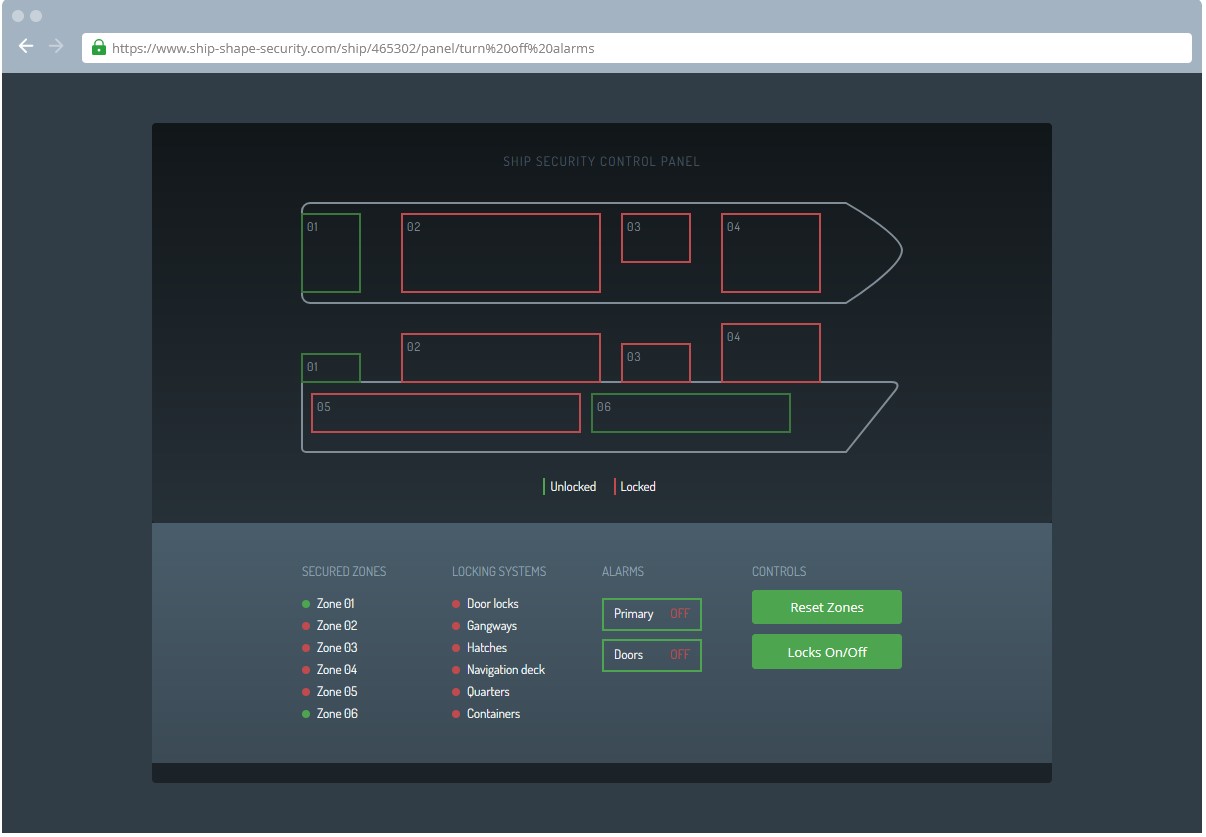 https://www.ship-shape-security.com/ship/465302/panel/turn%20off%20alarms
SHIP SECURITY CONTROL PANEL
01 02 03 04
01 02 03 04
05 06
Unlocked Locked
SECURED ZONES
Zone 01
Zone 02
Zone 03
Zone 04
Zone 05
Zone 06
LOCKING SYSTEMS
Door locks
Gangways
Hatches
Navigation deck
Quarters
Containers
ALARMS
Primary OFF
Doors OFF
CONTROLS
Reset Zones
Locks On/Off